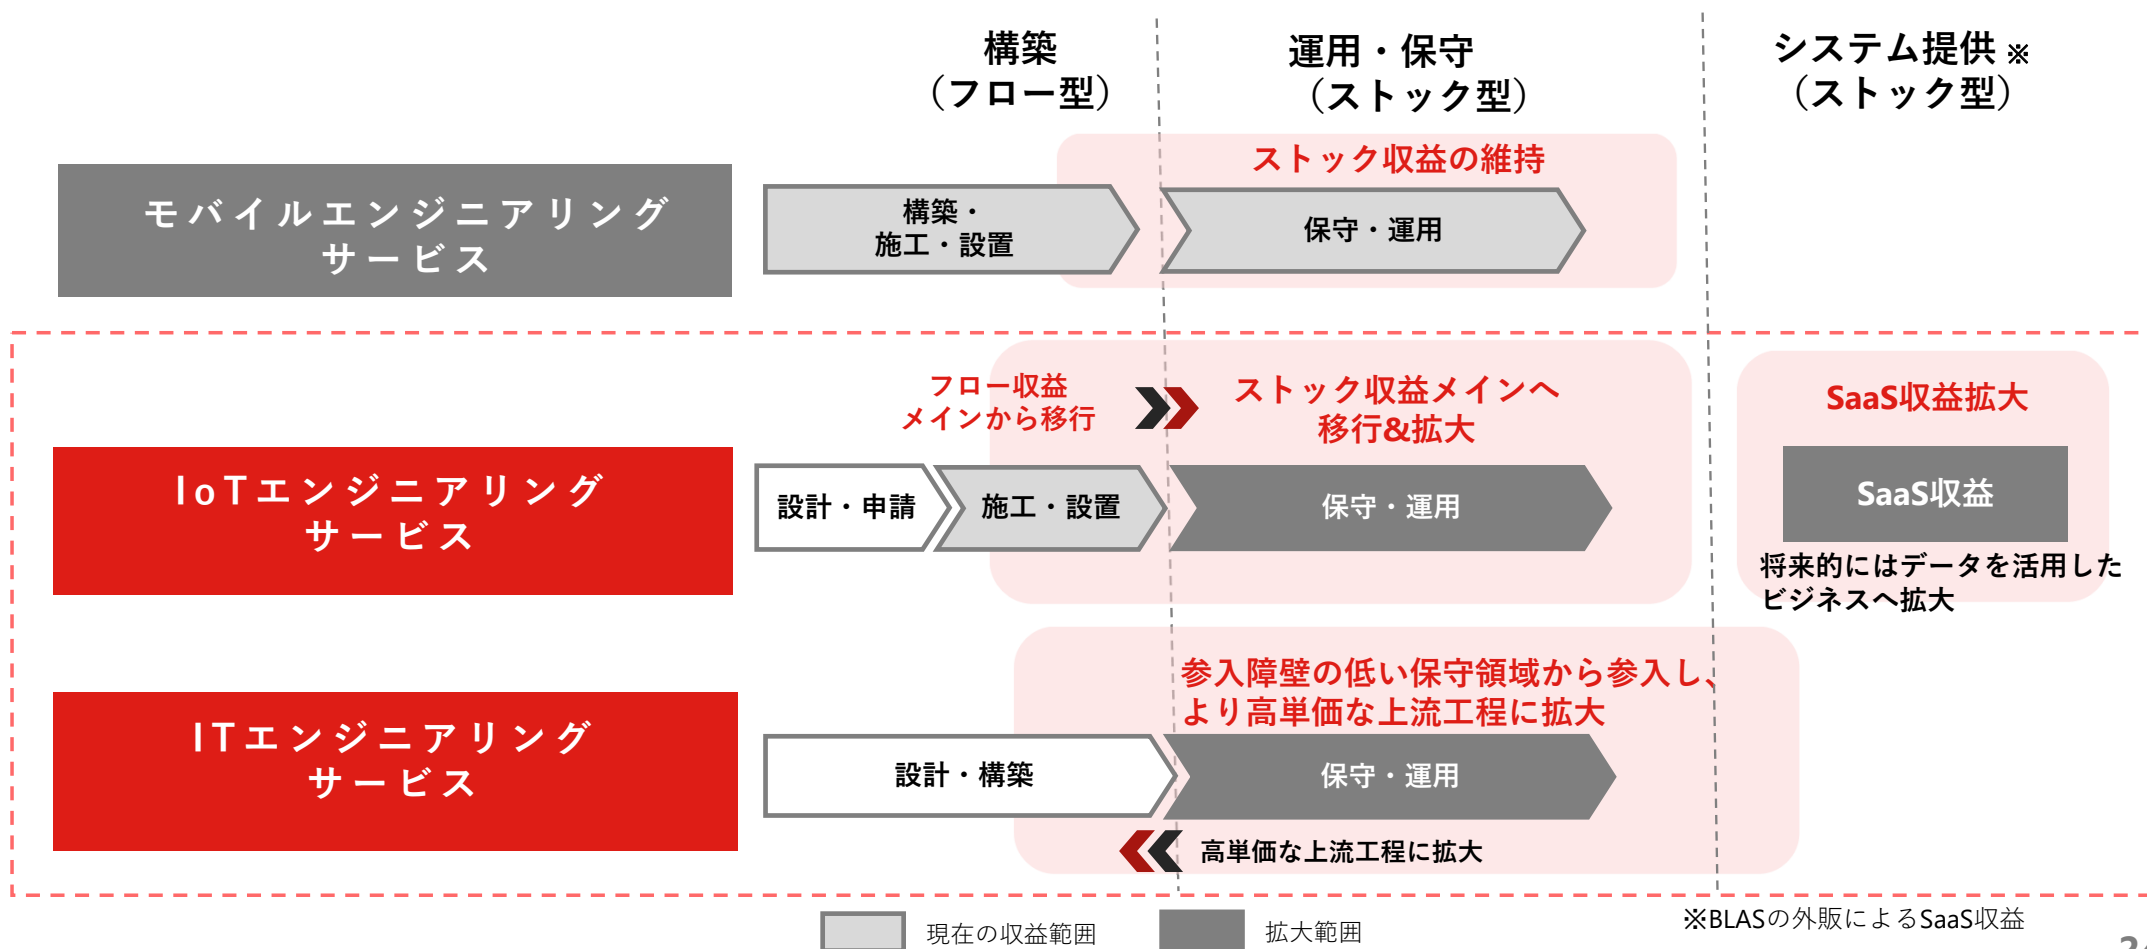 構築
（フロー型）
運用・保守
（ストック型）
システム提供 ※
（ストック型）
モバイルエンジニアリング
サービス
構築・
施工・設置
ストック収益の維持
保守・運用
IoTエンジニアリング
サービス
フロー収益
メインから移行
ストック収益メインへ
移行&拡大
設計・申請
施工・設置
保守・運用
SaaS収益拡大
SaaS収益
将来的にはデータを活用した
ビジネスへ拡大
ITエンジニアリング
サービス
参入障壁の低い保守領域から参入し、
より高単価な上流工程に拡大
設計・構築
保守・運用
高単価な上流工程に拡大
現在の収益範囲
拡大範囲
※BLASの外販によるSaaS収益